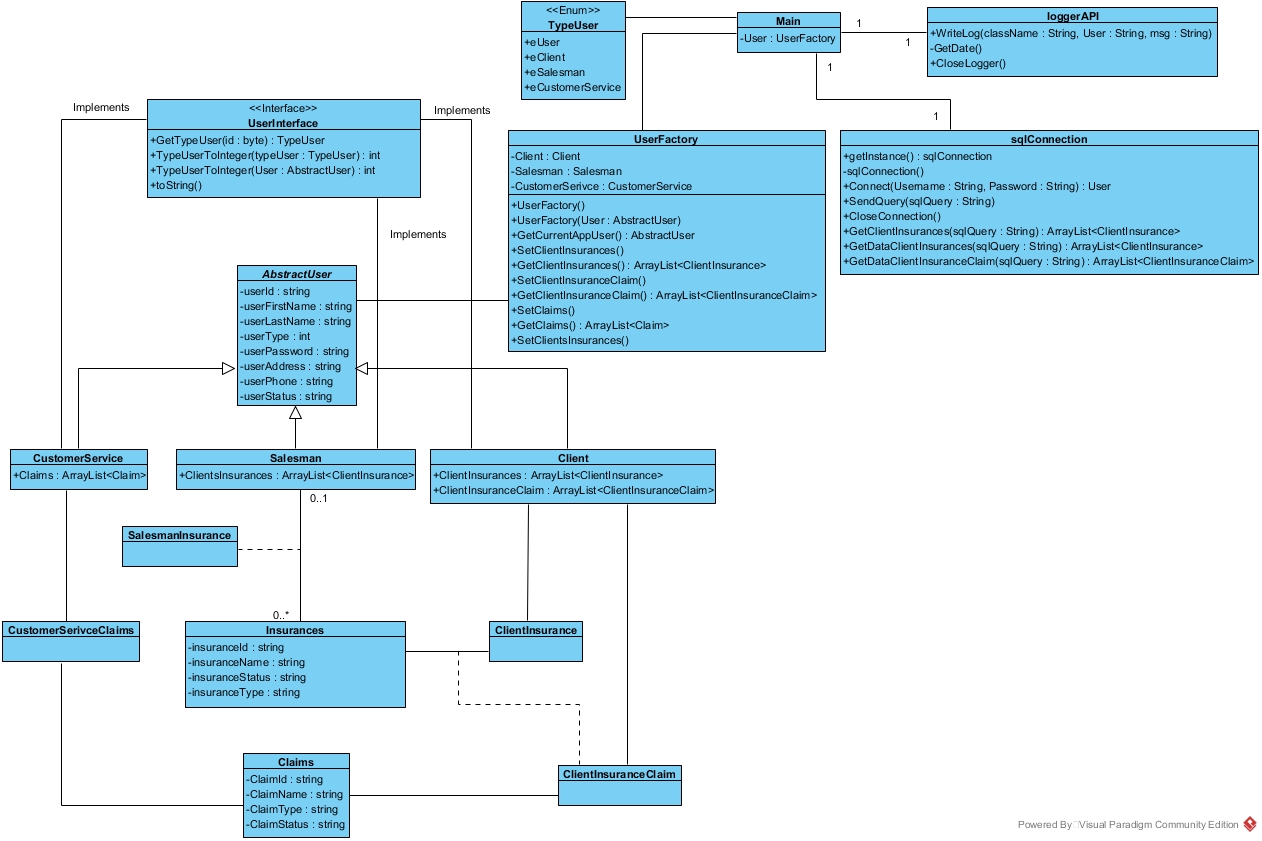 <<Enum>>
TypeUser
+eUser
+eClient
+eSalesman
+eCustomerService
Main
-User : UserFactory
1
1
1
1
loggerAPI
+WriteLog(className : String, User : String, msg : String)
-GetDate()
+CloseLogger()
Implements
<<Interface>>
UserInterface
+GetTypeUser(id : byte) : TypeUser
+TypeUserToInteger(typeUser : TypeUser) : int
+TypeUserToInteger(User : AbstractUser) : int
+toString()
Implements
Implements
UserFactory
-Client : Client
-Salesman : Salesman
-CustomerSerivce : CustomerService
+UserFactory()
+UserFactory(User : AbstractUser)
+GetCurrentAppUser() : AbstractUser
+SetClientInsurances()
+GetClientInsurances() : ArrayList<ClientInsurance>
+SetClientInsuranceClaim()
+GetClientInsuranceClaim() : ArrayList<ClientInsuranceClaim>
+SetClaims()
+GetClaims() : ArrayList<Claim>
+SetClientsInsurances()
sqlConnection
+getInstance() : sqlConnection
-sqlConnection()
+Connect(Username : String, Password : String) : User
+SendQuery(sqlQuery : String)
+CloseConnection()
+GetClientInsurances(sqlQuery : String) : ArrayList<ClientInsurance>
+GetDataClientInsurances(sqlQuery : String) : ArrayList<ClientInsurance>
+GetDataClientInsuranceClaim(sqlQuery : String) : ArrayList<ClientInsuranceClaim>
AbstractUser
-userId : string
-userFirstName : string
-userLastName : string
-userType : int
-userPassword : string
-userAddress : string
-userPhone : string
-userStatus : string
CustomerService
+Claims : ArrayList<Claim>
Salesman
+ClientsInsurances : ArrayList<ClientInsurance>
Client
+ClientInsurances : ArrayList<ClientInsurance>
+ClientInsuranceClaim : ArrayList<ClientInsuranceClaim>
0..1
SalesmanInsurance
0..*
CustomerSerivceClaims
Insurances
-insuranceId : string
-insuranceName : string
-insuranceStatus : string
-insuranceType : string
ClientInsurance
Claims
-ClaimId : string
-ClaimName : string
-ClaimType : string
-ClaimStatus : string
ClientInsuranceClaim
Powered By Visual Paradigm Community Edition